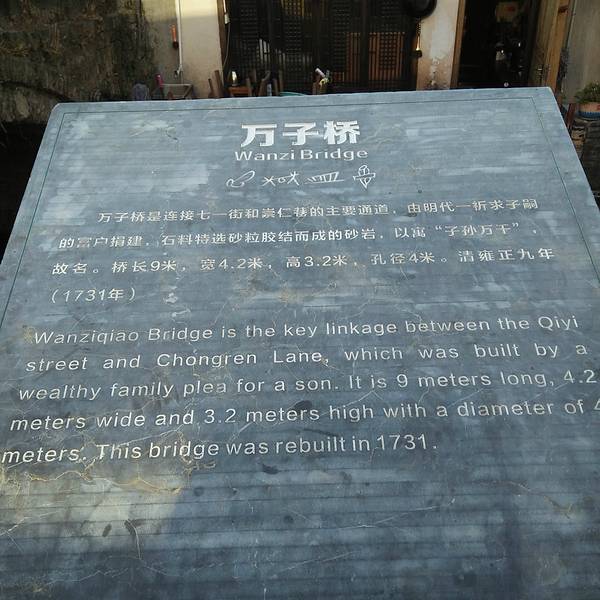 万子桥
Wanzi Bridge
万子桥是连接七一街和崇仁巷的主要通道，由明代一祈求子嗣
的富户捐建，石料特选砂粒胶结而成的砂岩，以寓“子孙万千”，
故名。桥长9米，宽4.2米，高3.2米，孔径4米。清雍正九年
（1731年）
Wanziqiao Bridge is the key linkage between the Qiyi
street and Chongren Lane, which was built by a
wealthy family plea for a son. It is 9 meters long, 4.2
meters wide and 3.2 meters high with a diameter of 4
meters. This bridge was rebuilt in 1731.